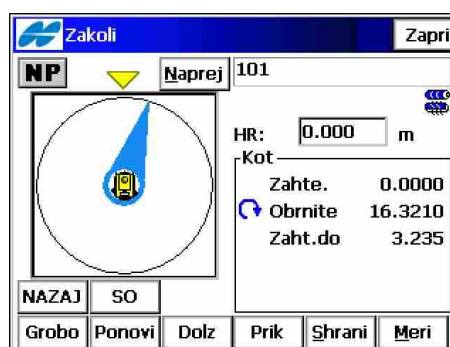 Zakoli Zapri
NP Naprej 101
HR: 0.000 m
Kot
Zahte. 0.0000
Obrnite 16.3210
Zaht.do 3.235
NAZAJ SO
Grobo Ponovi Dolz Prik Shrani Meri